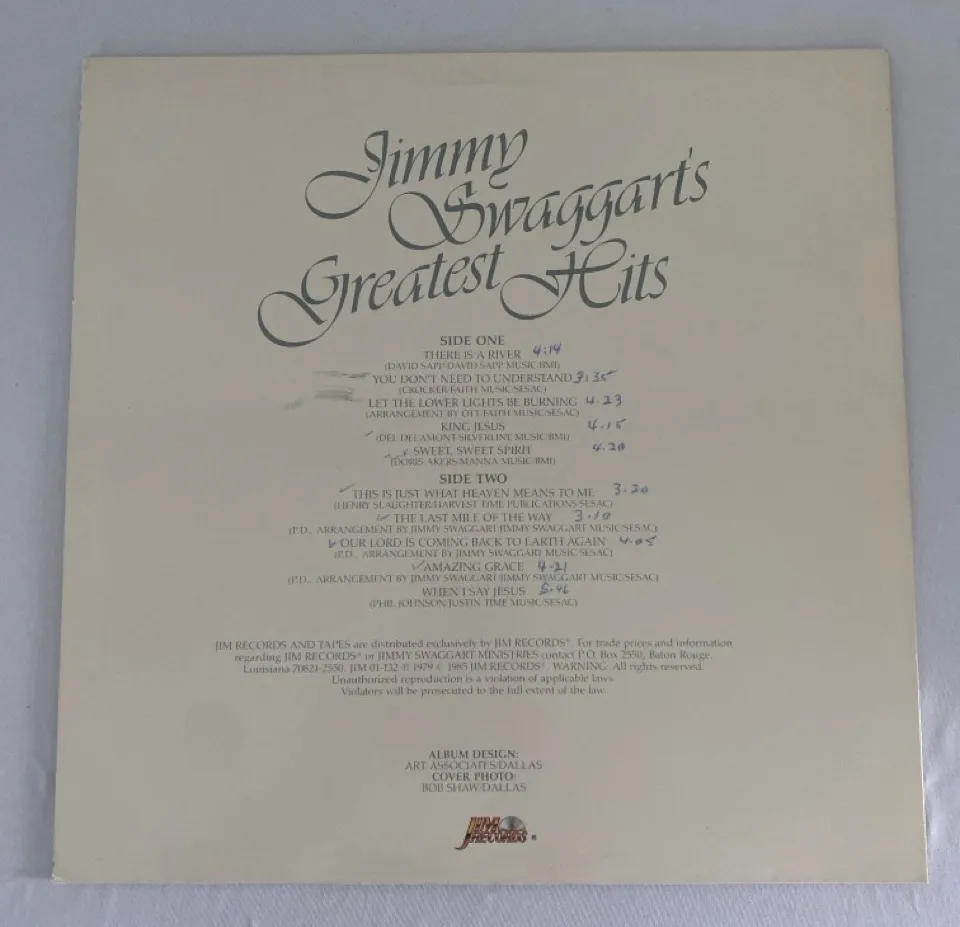 Jimmy
Swaggart's
Greatest Hits
SIDE ONE
THERE IS A RIVER 4:14
(DAVID SAPP/DAVID SAPP MUSIC/BMI)
YOU DON'T NEED TO UNDERSTAND 3:35
(CROCKER/FAITH MUSIC/SESAC)
LET THE LOWER LIGHTS BE BURNING 4.23
(ARRANGEMENT BY OTT/FAITH MUSIC/SESAC)
KING JESUS 4.15
(DEL DELAMONT/SILVERLINE MUSIC/BMI)
SWEET, SWEET SPIRIT 4.20
(DORIS AKERS/MANNA MUSIC/BMI)
SIDE TWO
THIS IS JUST WHAT HEAVEN MEANS TO ME 3.20
(HENRY SLAUGHTER/HARVEST TIME PUBLICATIONS/SESAC)
THE LAST MILE OF THE WAY 3.10
(P.D., ARRANGEMENT BY JIMMY SWAGGART/JIMMY SWAGGART MUSIC/SESAC)
OUR LORD IS COMING BACK TO EARTH AGAIN 4.05
(P.D., ARRANGEMENT BY JIMMY SWAGGART MUSIC/SESAC)
AMAZING GRACE 4-21
(P.D., ARRANGEMENT BY JIMMY SWAGGART/JIMMY SWAGGART MUSIC/SESAC)
WHEN I SAY JESUS 5.46
(PHIL JOHNSON/JUSTIN TIME MUSIC/SESAC)
JIM RECORDS AND TAPES are distributed exclusively by JIM RECORDS®. For trade prices and information
regarding JIM RECORDS® or JIMMY SWAGGART MINISTRIES contact P.O. Box 2550, Baton Rouge,
Louisiana 70821-2550. JIM 01-132 ℗ 1979 © 1985 JIM RECORDS®. WARNING: All rights reserved.
Unauthorized reproduction is a violation of applicable laws.
Violators will be prosecuted to the full extent of the law.
ALBUM DESIGN:
ART ASSOCIATES/DALLAS
COVER PHOTO:
BOB SHAW/DALLAS
JIM
RECORDS ®